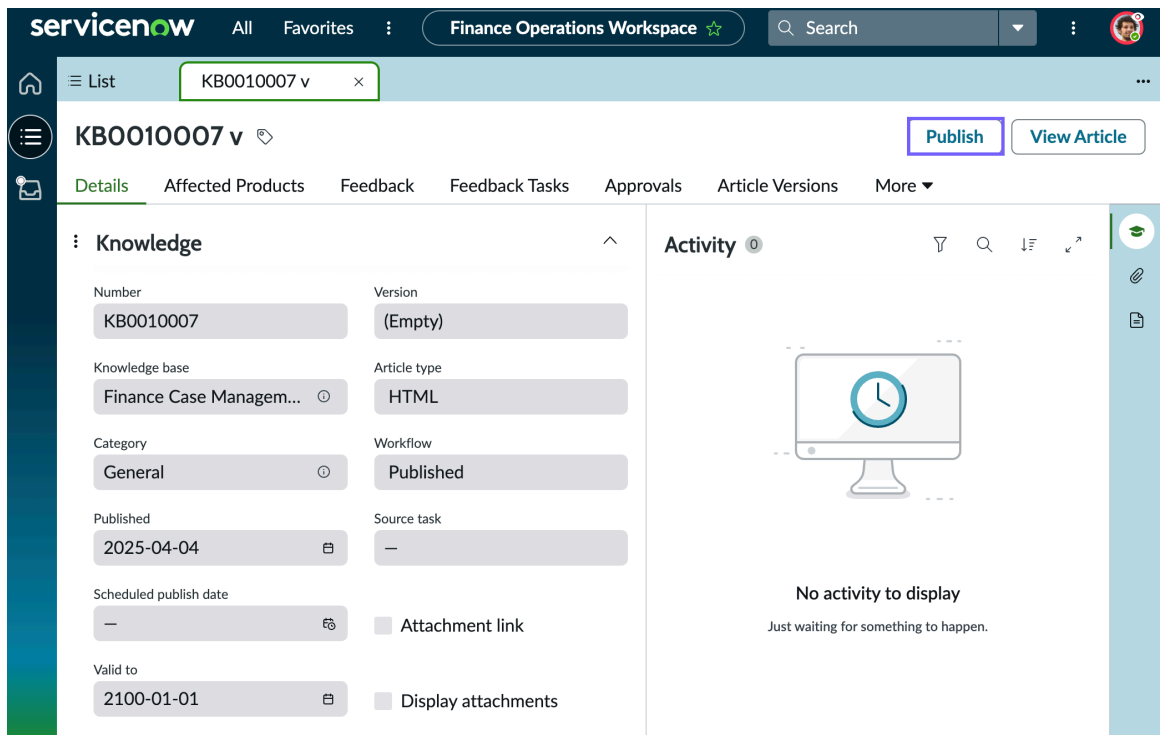 servicenow All Favorites Finance Operations Workspace Search
List KB0010007 v
KB0010007 v Publish View Article
Details Affected Products Feedback Feedback Tasks Approvals Article Versions More
Knowledge
Activity 0
Number Version
KB0010007 (Empty)
Knowledge base Article type
Finance Case Managem... HTML
Category Workflow
General Published
Published Source task
2025-04-04 —
Scheduled publish date
— Attachment link
Valid to
2100-01-01 Display attachments
No activity to display
Just waiting for something to happen.